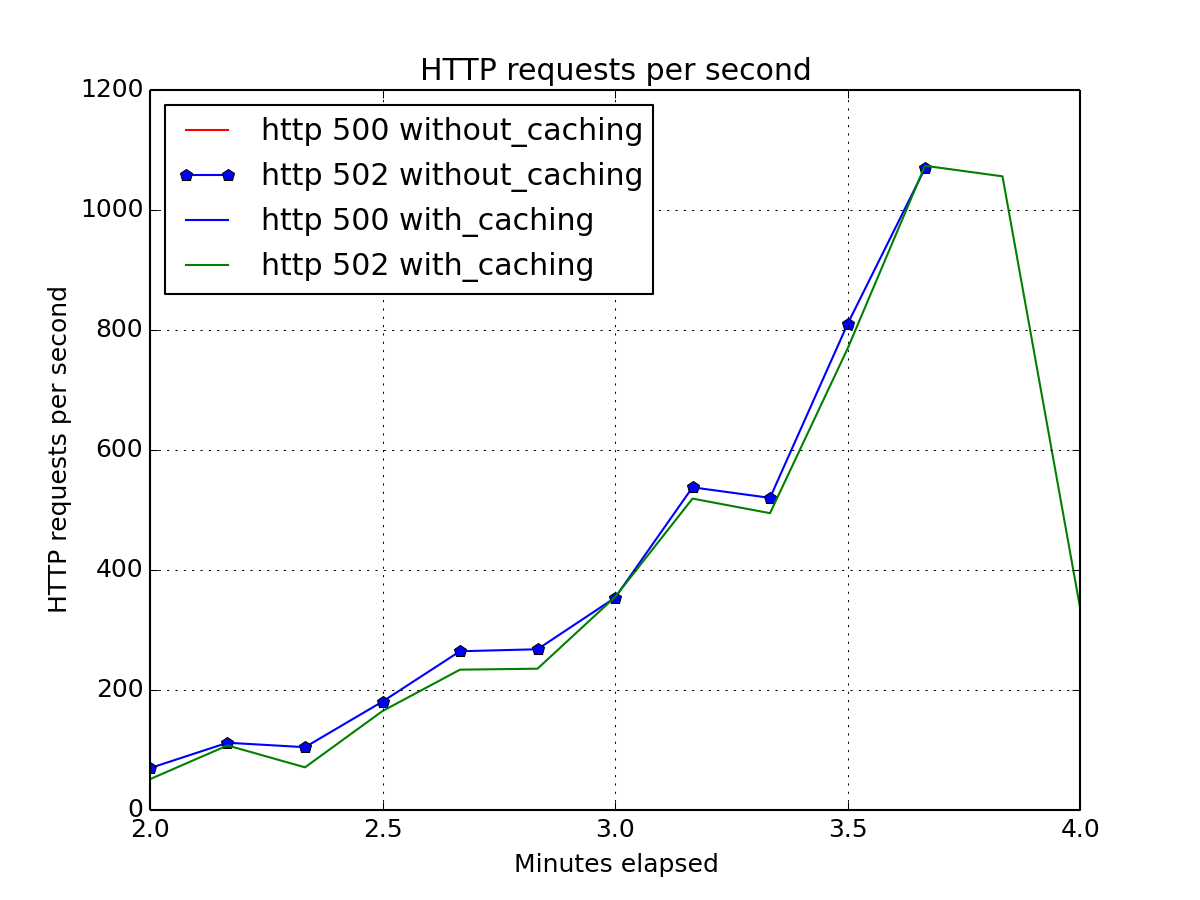 HTTP requests per second
1200
http 500 without_caching
http 502 without_caching
http 500 with_caching
http 502 with_caching
1000
800
600
400
200
0
HTTP requests per second
2.0 2.5 3.0 3.5 4.0
Minutes elapsed